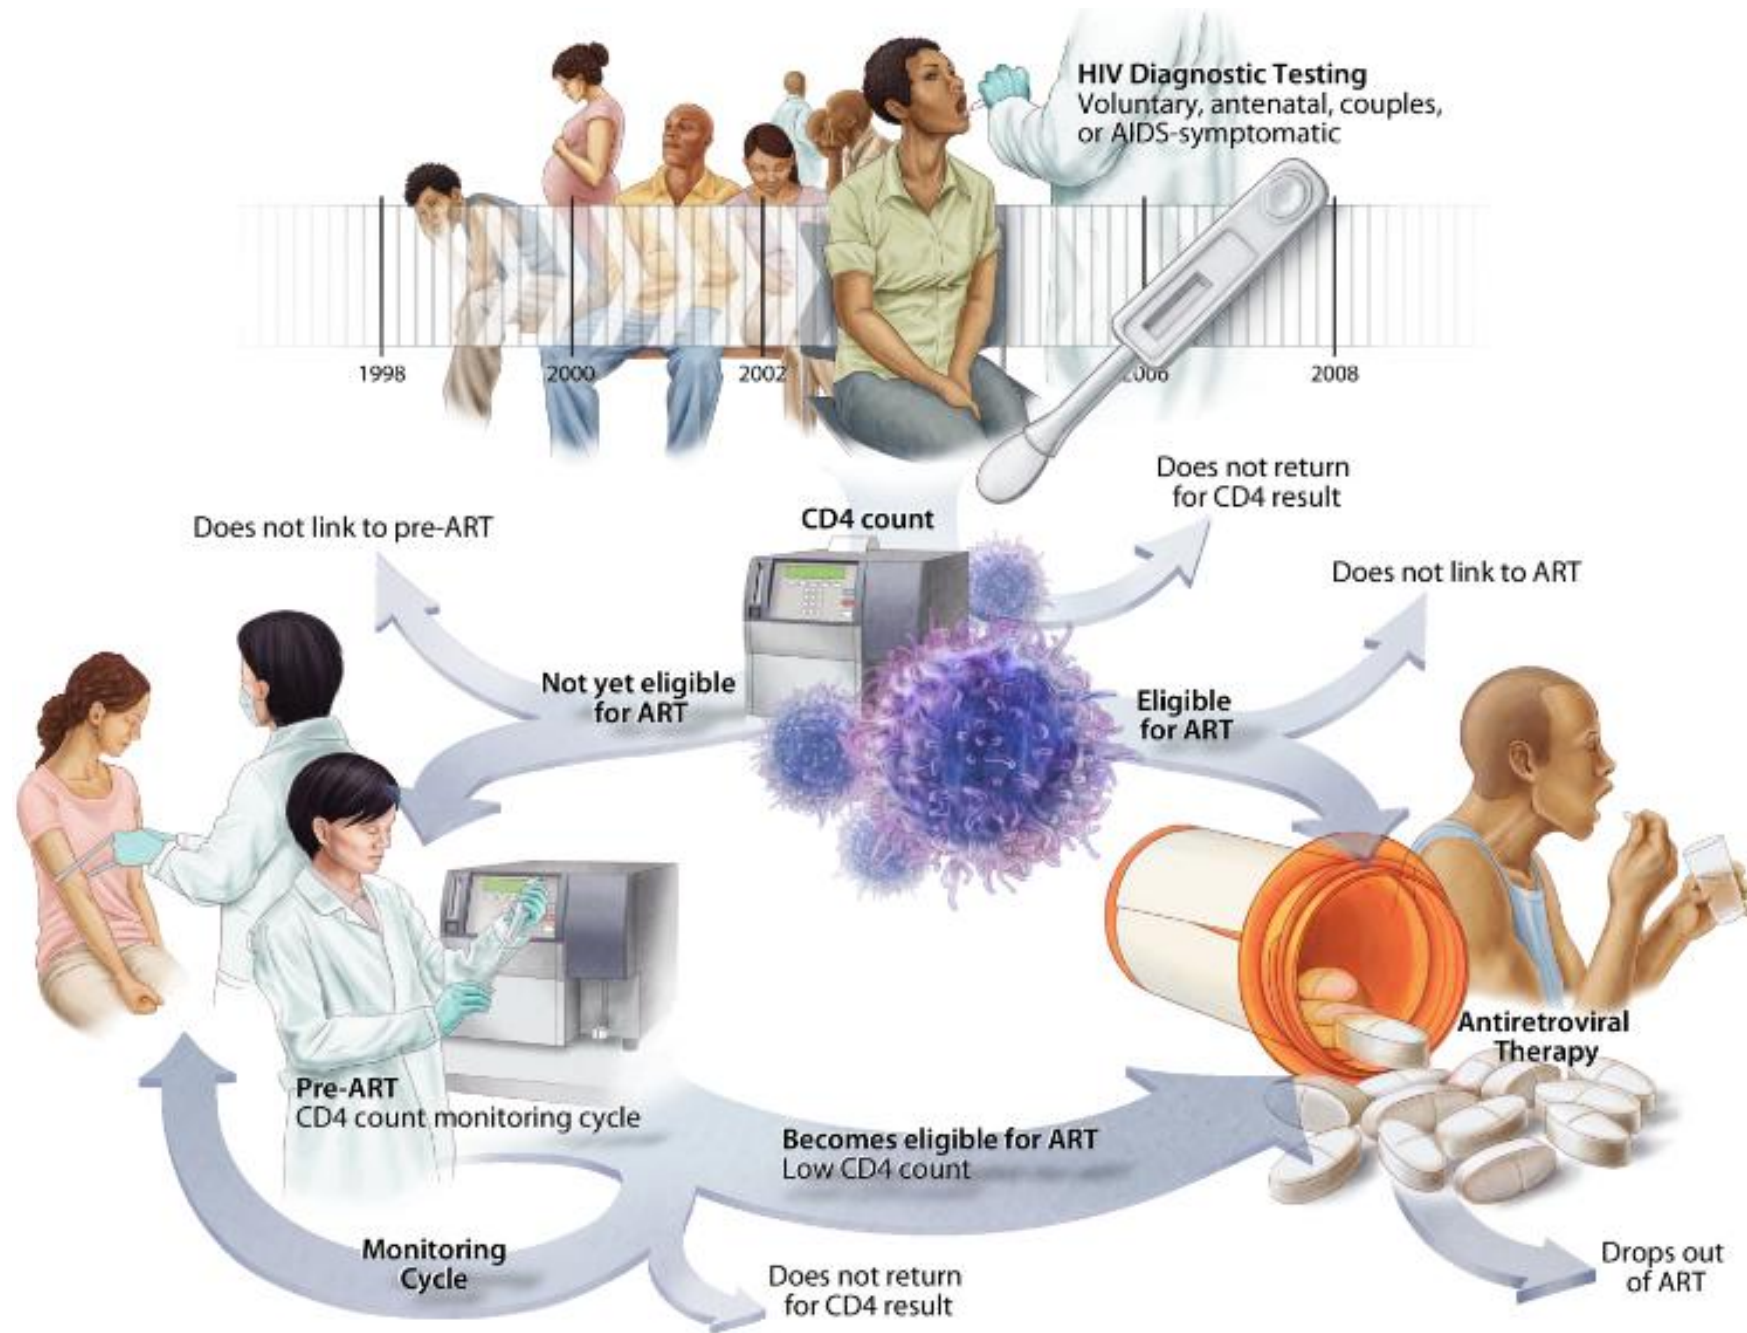 HIV Diagnostic Testing
Voluntary, antenatal, couples,
or AIDS-symptomatic
1998
2000
2002
2008
Does not return
for CD4 result
CD4 count
Does not link to pre-ART
Does not link to ART
Not yet eligible
for ART
Eligible
for ART
Antiretroviral
Therapy
Pre-ART
CD4 count monitoring cycle
Becomes eligible for ART
Low CD4 count
Monitoring
Cycle
Does not return
for CD4 result
Drops out
of ART